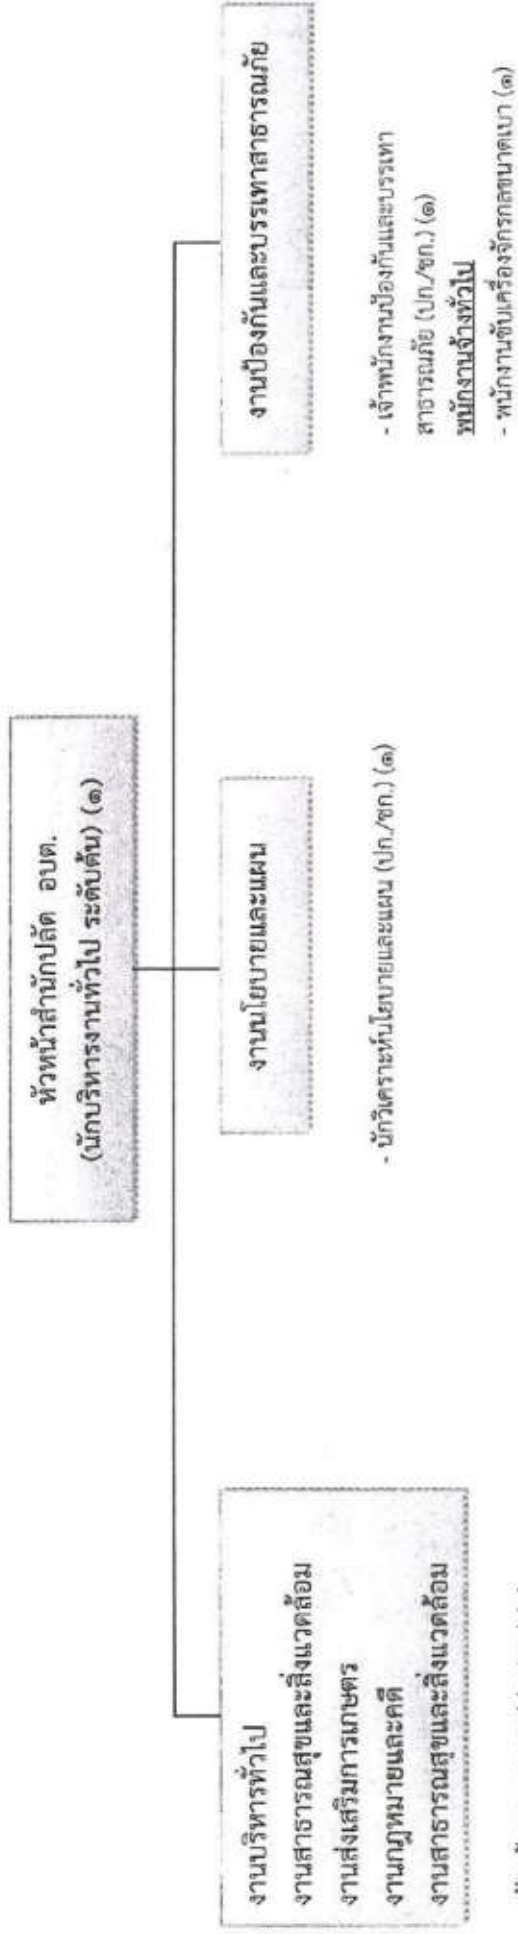 หัวหน้าสำนักปลัด อบต.
(นักบริหารงานทั่วไป ระดับต้น) (๑)
งานบริหารทั่วไป
งานสาธารณสุขและสิ่งแวดล้อม
งานส่งเสริมการเกษตร
งานกฎหมายและคดี
งานสาธารณสุขและสิ่งแวดล้อม
งานนโยบายและแผน
- นักวิเคราะห์นโยบายและแผน (ปก./ชก.) (๑)
งานป้องกันและบรรเทาสาธารณภัย
- เจ้าพนักงานป้องกันและบรรเทา
สาธารณภัย (ปก./ชก.) (๑)
พนักงานจ้างทั่วไป
- พนักงานขับเครื่องจักรกลขนาดเบา (๑)